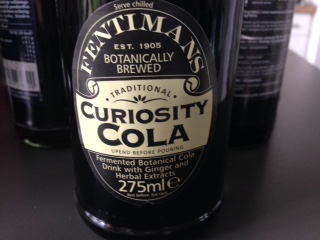 Serve chilled
FENTIMANS
EST. 1905
BOTANICALLY
BREWED
TRADITIONAL
CURIOSITY
COLA
UPEND BEFORE POURING
Fermented Botanical Cola
Drink with Ginger and
Herbal Extracts
275ml e